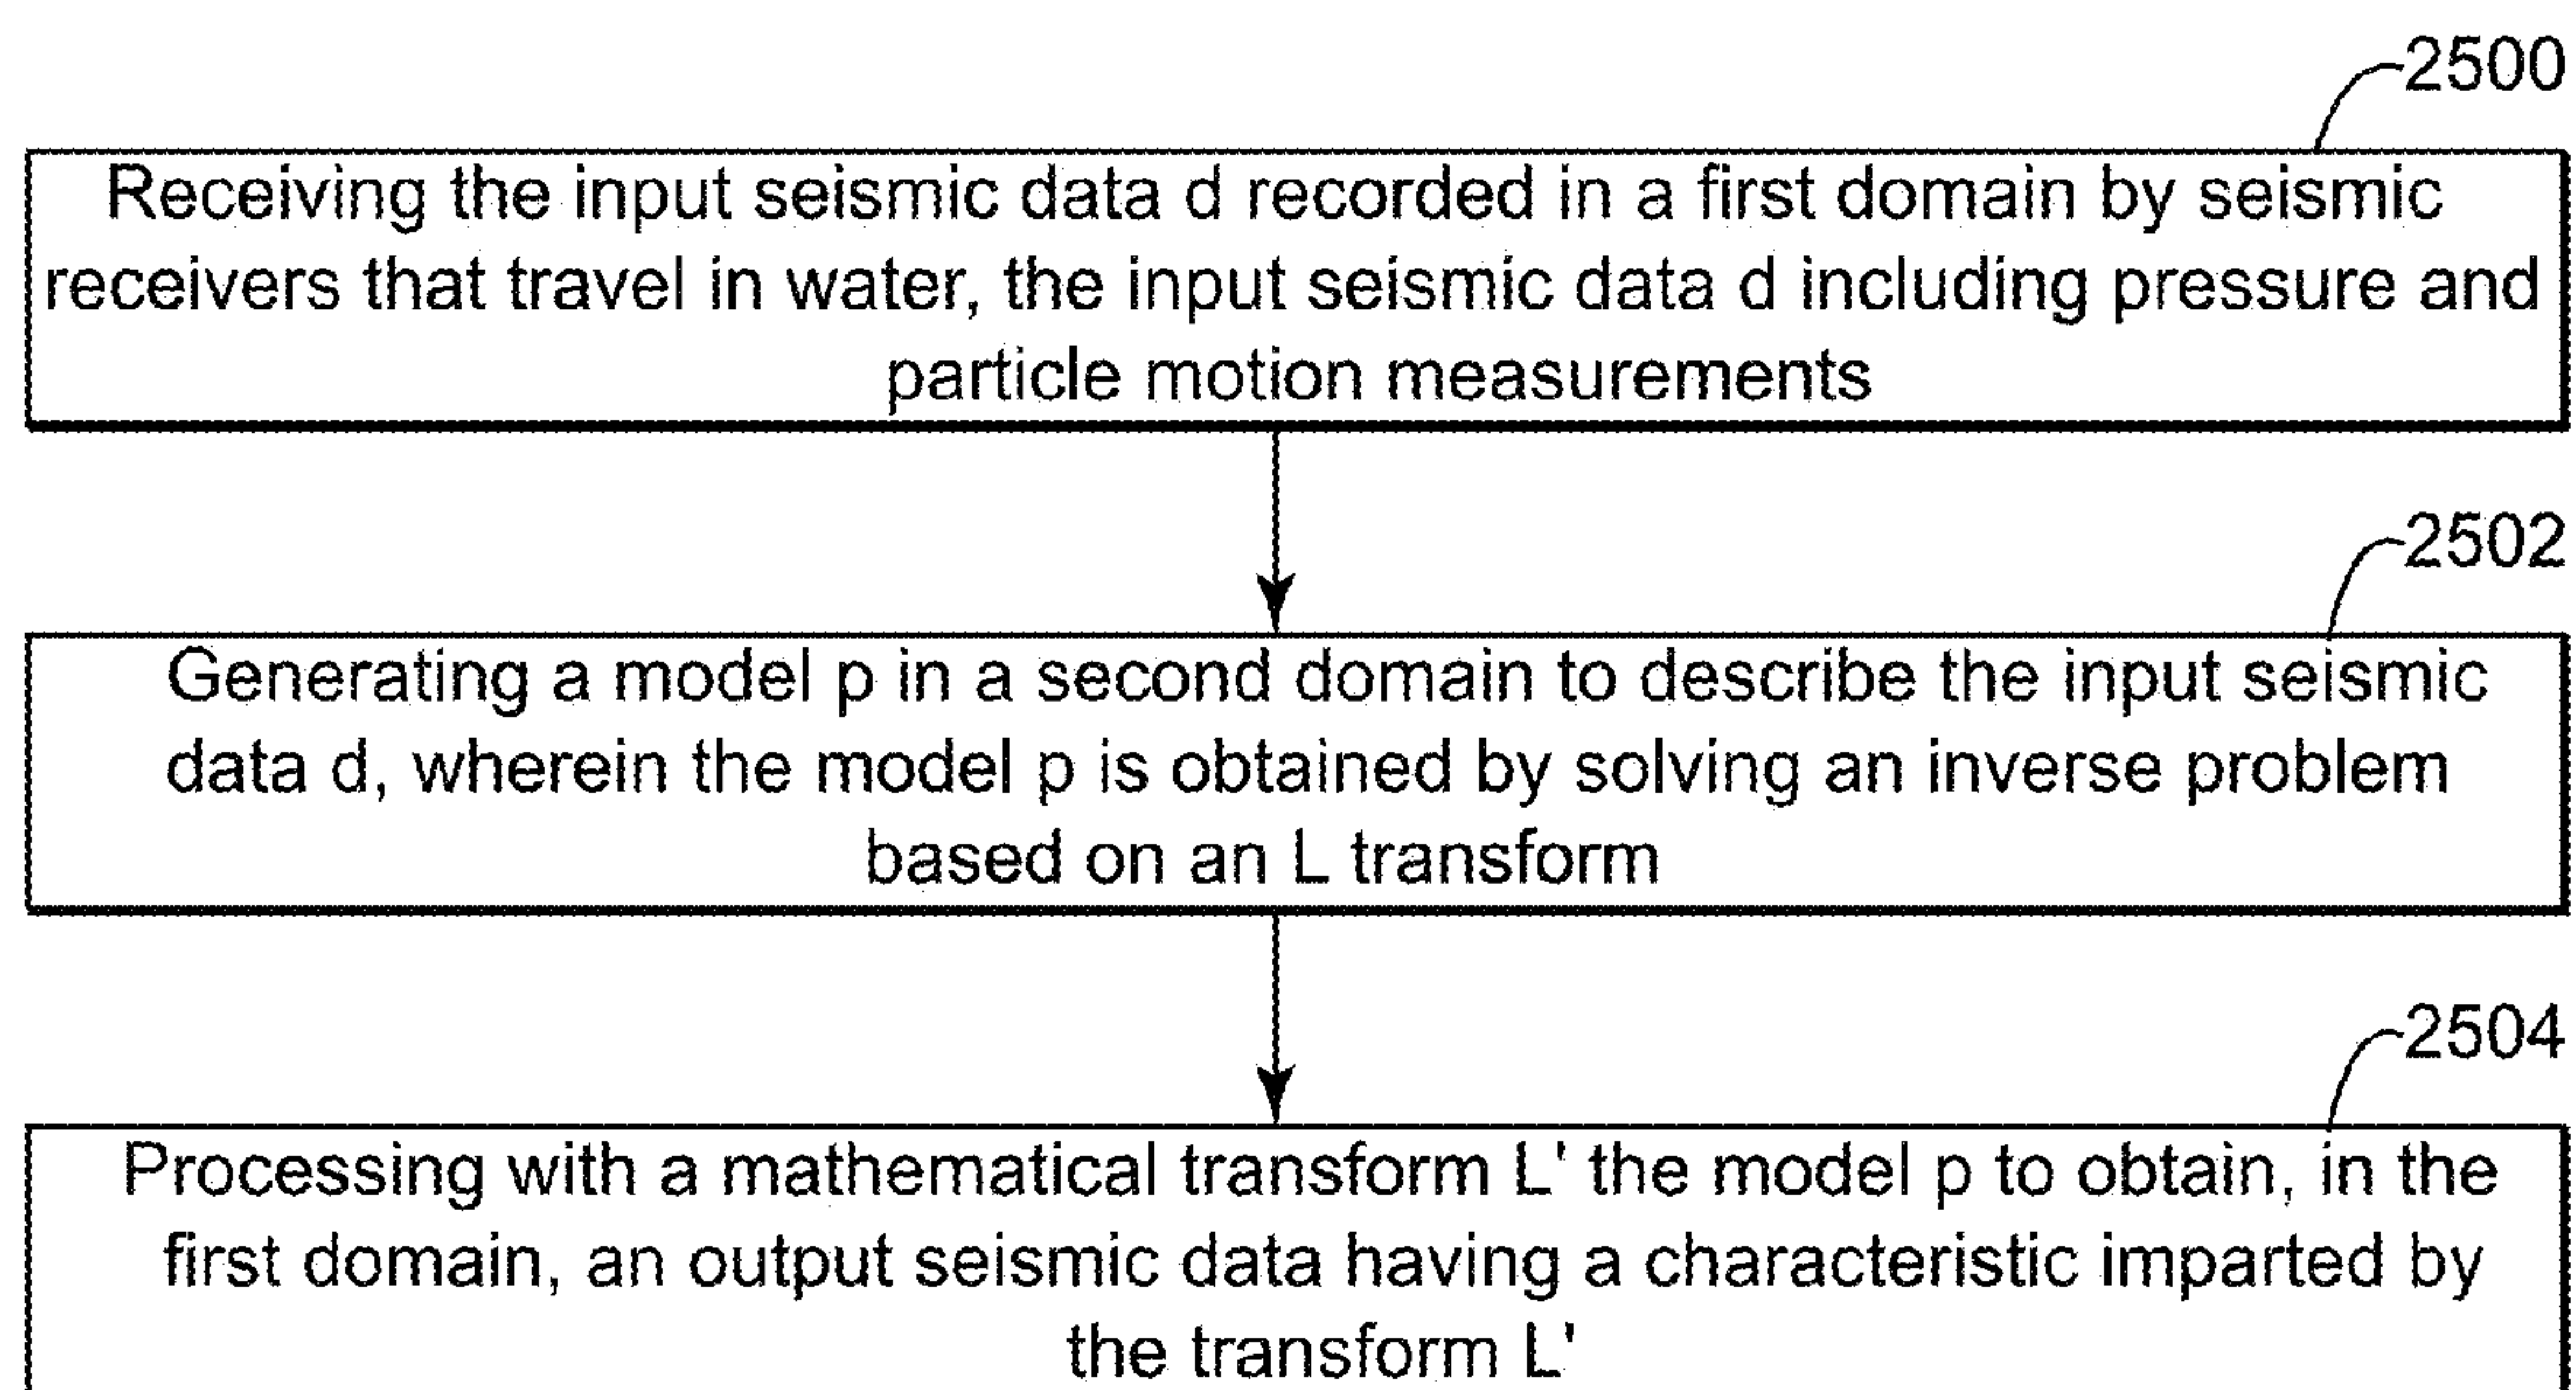 2500
Receiving the input seismic data d recorded in a first domain by seismic
receivers that travel in water, the input seismic data d including pressure and
particle motion measurements
2502
Generating a model p in a second domain to describe the input seismic
data d, wherein the model p is obtained by solving an inverse problem
based on an L transform
2504
Processing with a mathematical transform L' the model p to obtain, in the
first domain, an output seismic data having a characteristic imparted by
the transform L'